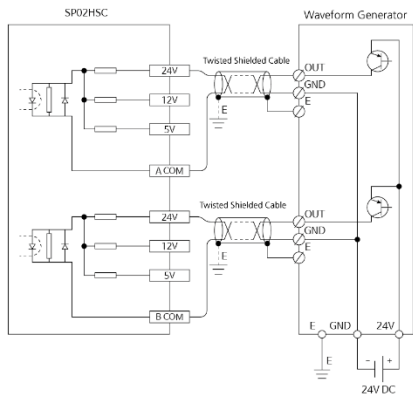 SP02HSC
Waveform Generator
24V
Twisted Shielded Cable
OUT
GND
12V
E
E
5V
A COM
24V
Twisted Shielded Cable
OUT
GND
12V
E
E
5V
B COM
E GND 24V
E
- +
24V DC